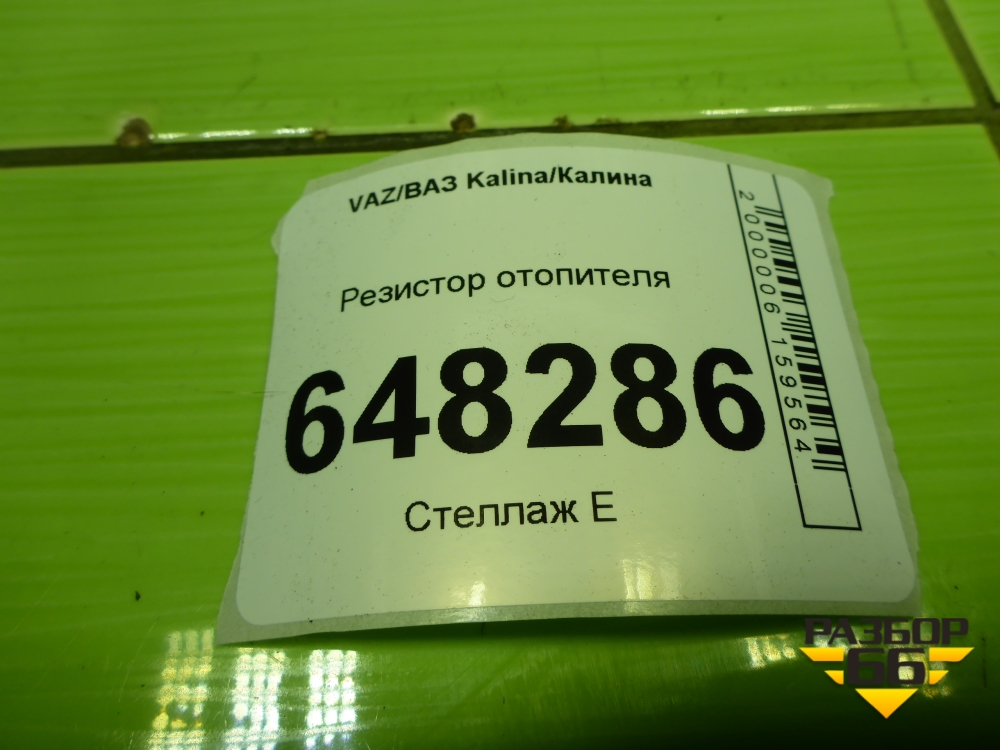 VAZ/ВАЗ Kalina/Калина
Резистор отопителя
648286
Стеллаж Е
2000006159564
РАЗБОР
66